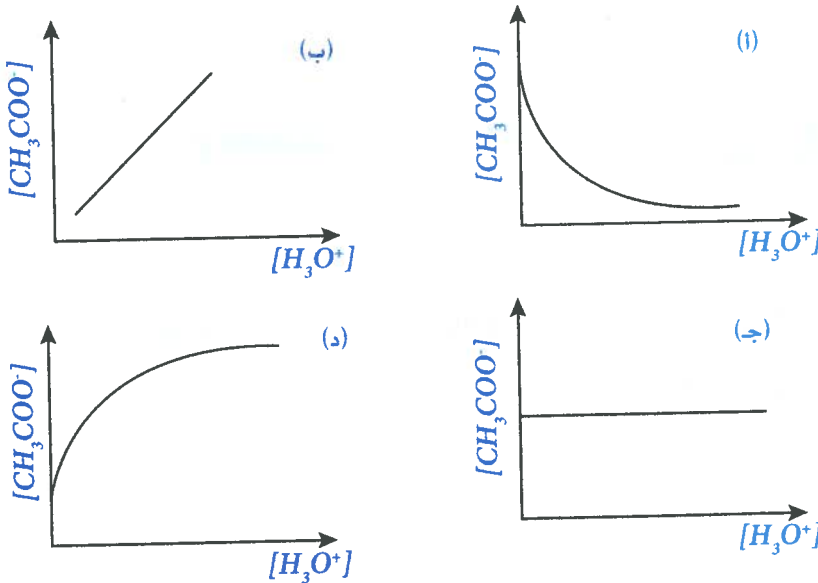 (أ)
[CH₃COO⁻]
[H₃O⁺]
(ب)
[CH₃COO⁻]
[H₃O⁺]
(جـ)
[CH₃COO⁻]
[H₃O⁺]
(د)
[CH₃COO⁻]
[H₃O⁺]